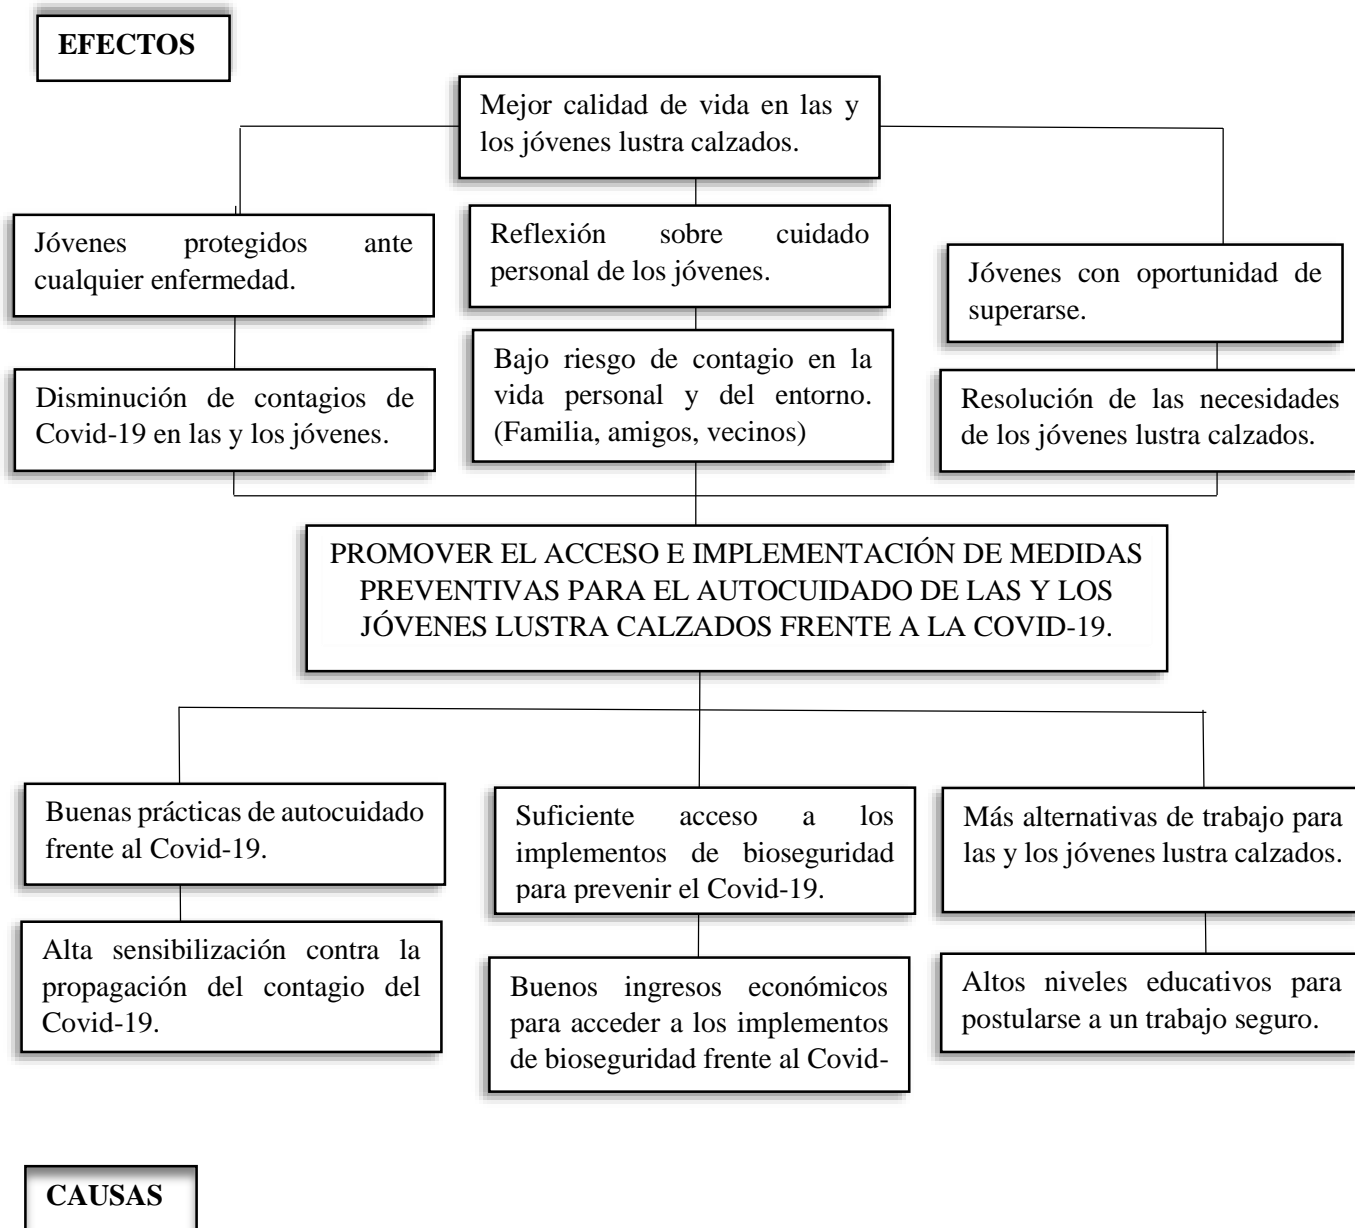 EFECTOS
Mejor calidad de vida en las y
los jóvenes lustra calzados.
Jóvenes protegidos ante
cualquier enfermedad.
Reflexión sobre cuidado
personal de los jóvenes.
Jóvenes con oportunidad de
superarse.
Disminución de contagios de
Covid-19 en las y los jóvenes.
Bajo riesgo de contagio en la
vida personal y del entorno.
(Familia, amigos, vecinos)
Resolución de las necesidades
de los jóvenes lustra calzados.
PROMOVER EL ACCESO E IMPLEMENTACIÓN DE MEDIDAS
PREVENTIVAS PARA EL AUTOCUIDADO DE LAS Y LOS
JÓVENES LUSTRA CALZADOS FRENTE A LA COVID-19.
Buenas prácticas de autocuidado
frente al Covid-19.
Suficiente acceso a los
implementos de bioseguridad
para prevenir el Covid-19.
Más alternativas de trabajo para
las y los jóvenes lustra calzados.
Alta sensibilización contra la
propagación del contagio del
Covid-19.
Buenos ingresos económicos
para acceder a los implementos
de bioseguridad frente al Covid-
Altos niveles educativos para
postularse a un trabajo seguro.
CAUSAS